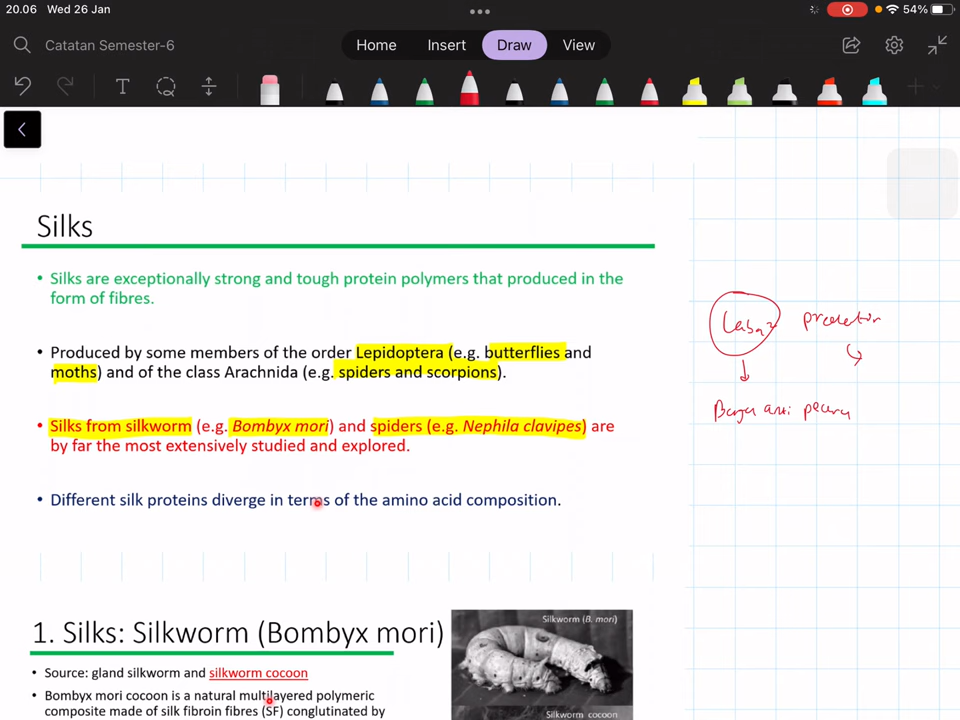 20.06 Wed 26 Jan
54%
Catatan Semester-6
Home Insert Draw View
T
Silks
• Silks are exceptionally strong and tough protein polymers that produced in the
form of fibres.
• Produced by some members of the order Lepidoptera (e.g. butterflies and
moths) and of the class Arachnida (e.g. spiders and scorpions).
• Silks from silkworm (e.g. Bombyx mori) and spiders (e.g. Nephila clavipes) are
by far the most extensively studied and explored.
• Different silk proteins diverge in terms of the amino acid composition.
anti
1. Silks: Silkworm (Bombyx mori)
Silkworm (B. mori)
• Source: gland silkworm and silkworm cocoon
• Bombyx mori cocoon is a natural multilayered polymeric
composite made of silk fibroin fibres (SF) conglutinated by
Silkworm cocoon